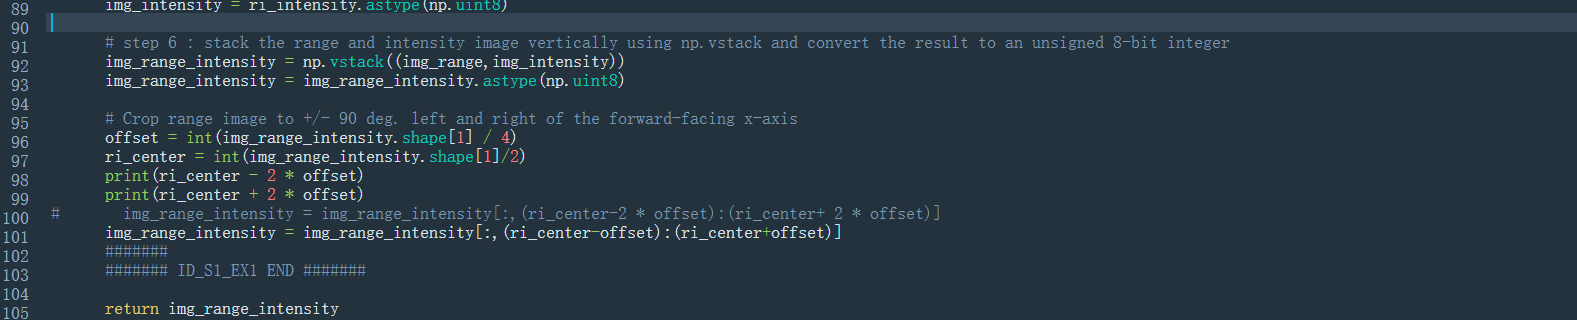 89 img_intensity = ri_intensity.astype(np.uint8)
90
91 # step 6 : stack the range and intensity image vertically using np.vstack and convert the result to an unsigned 8-bit integer
92 img_range_intensity = np.vstack((img_range,img_intensity))
93 img_range_intensity = img_range_intensity.astype(np.uint8)
94
95 # Crop range image to +/- 90 deg. left and right of the forward-facing x-axis
96 offset = int(img_range_intensity.shape[1] / 4)
97 ri_center = int(img_range_intensity.shape[1]/2)
98 print(ri_center - 2 * offset)
99 print(ri_center + 2 * offset)
100 # img_range_intensity = img_range_intensity[:,(ri_center-2 * offset):(ri_center+ 2 * offset)]
101 img_range_intensity = img_range_intensity[:,(ri_center-offset):(ri_center+offset)]
102 #######
103 ####### ID_S1_EX1 END #######
104
105 return img_range_intensity